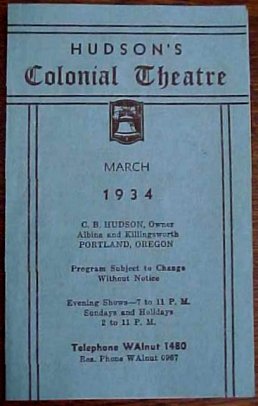 HUDSON'S
Colonial Theatre
MARCH
1934
C. B. HUDSON, Owner
Albina and Killingsworth
PORTLAND, OREGON
Program Subject to Change
Without Notice
Evening Shows—7 to 11 P. M.
Sundays and Holidays
2 to 11 P. M.
Telephone WAlnut 1480
Res. Phone WAlnut 0967